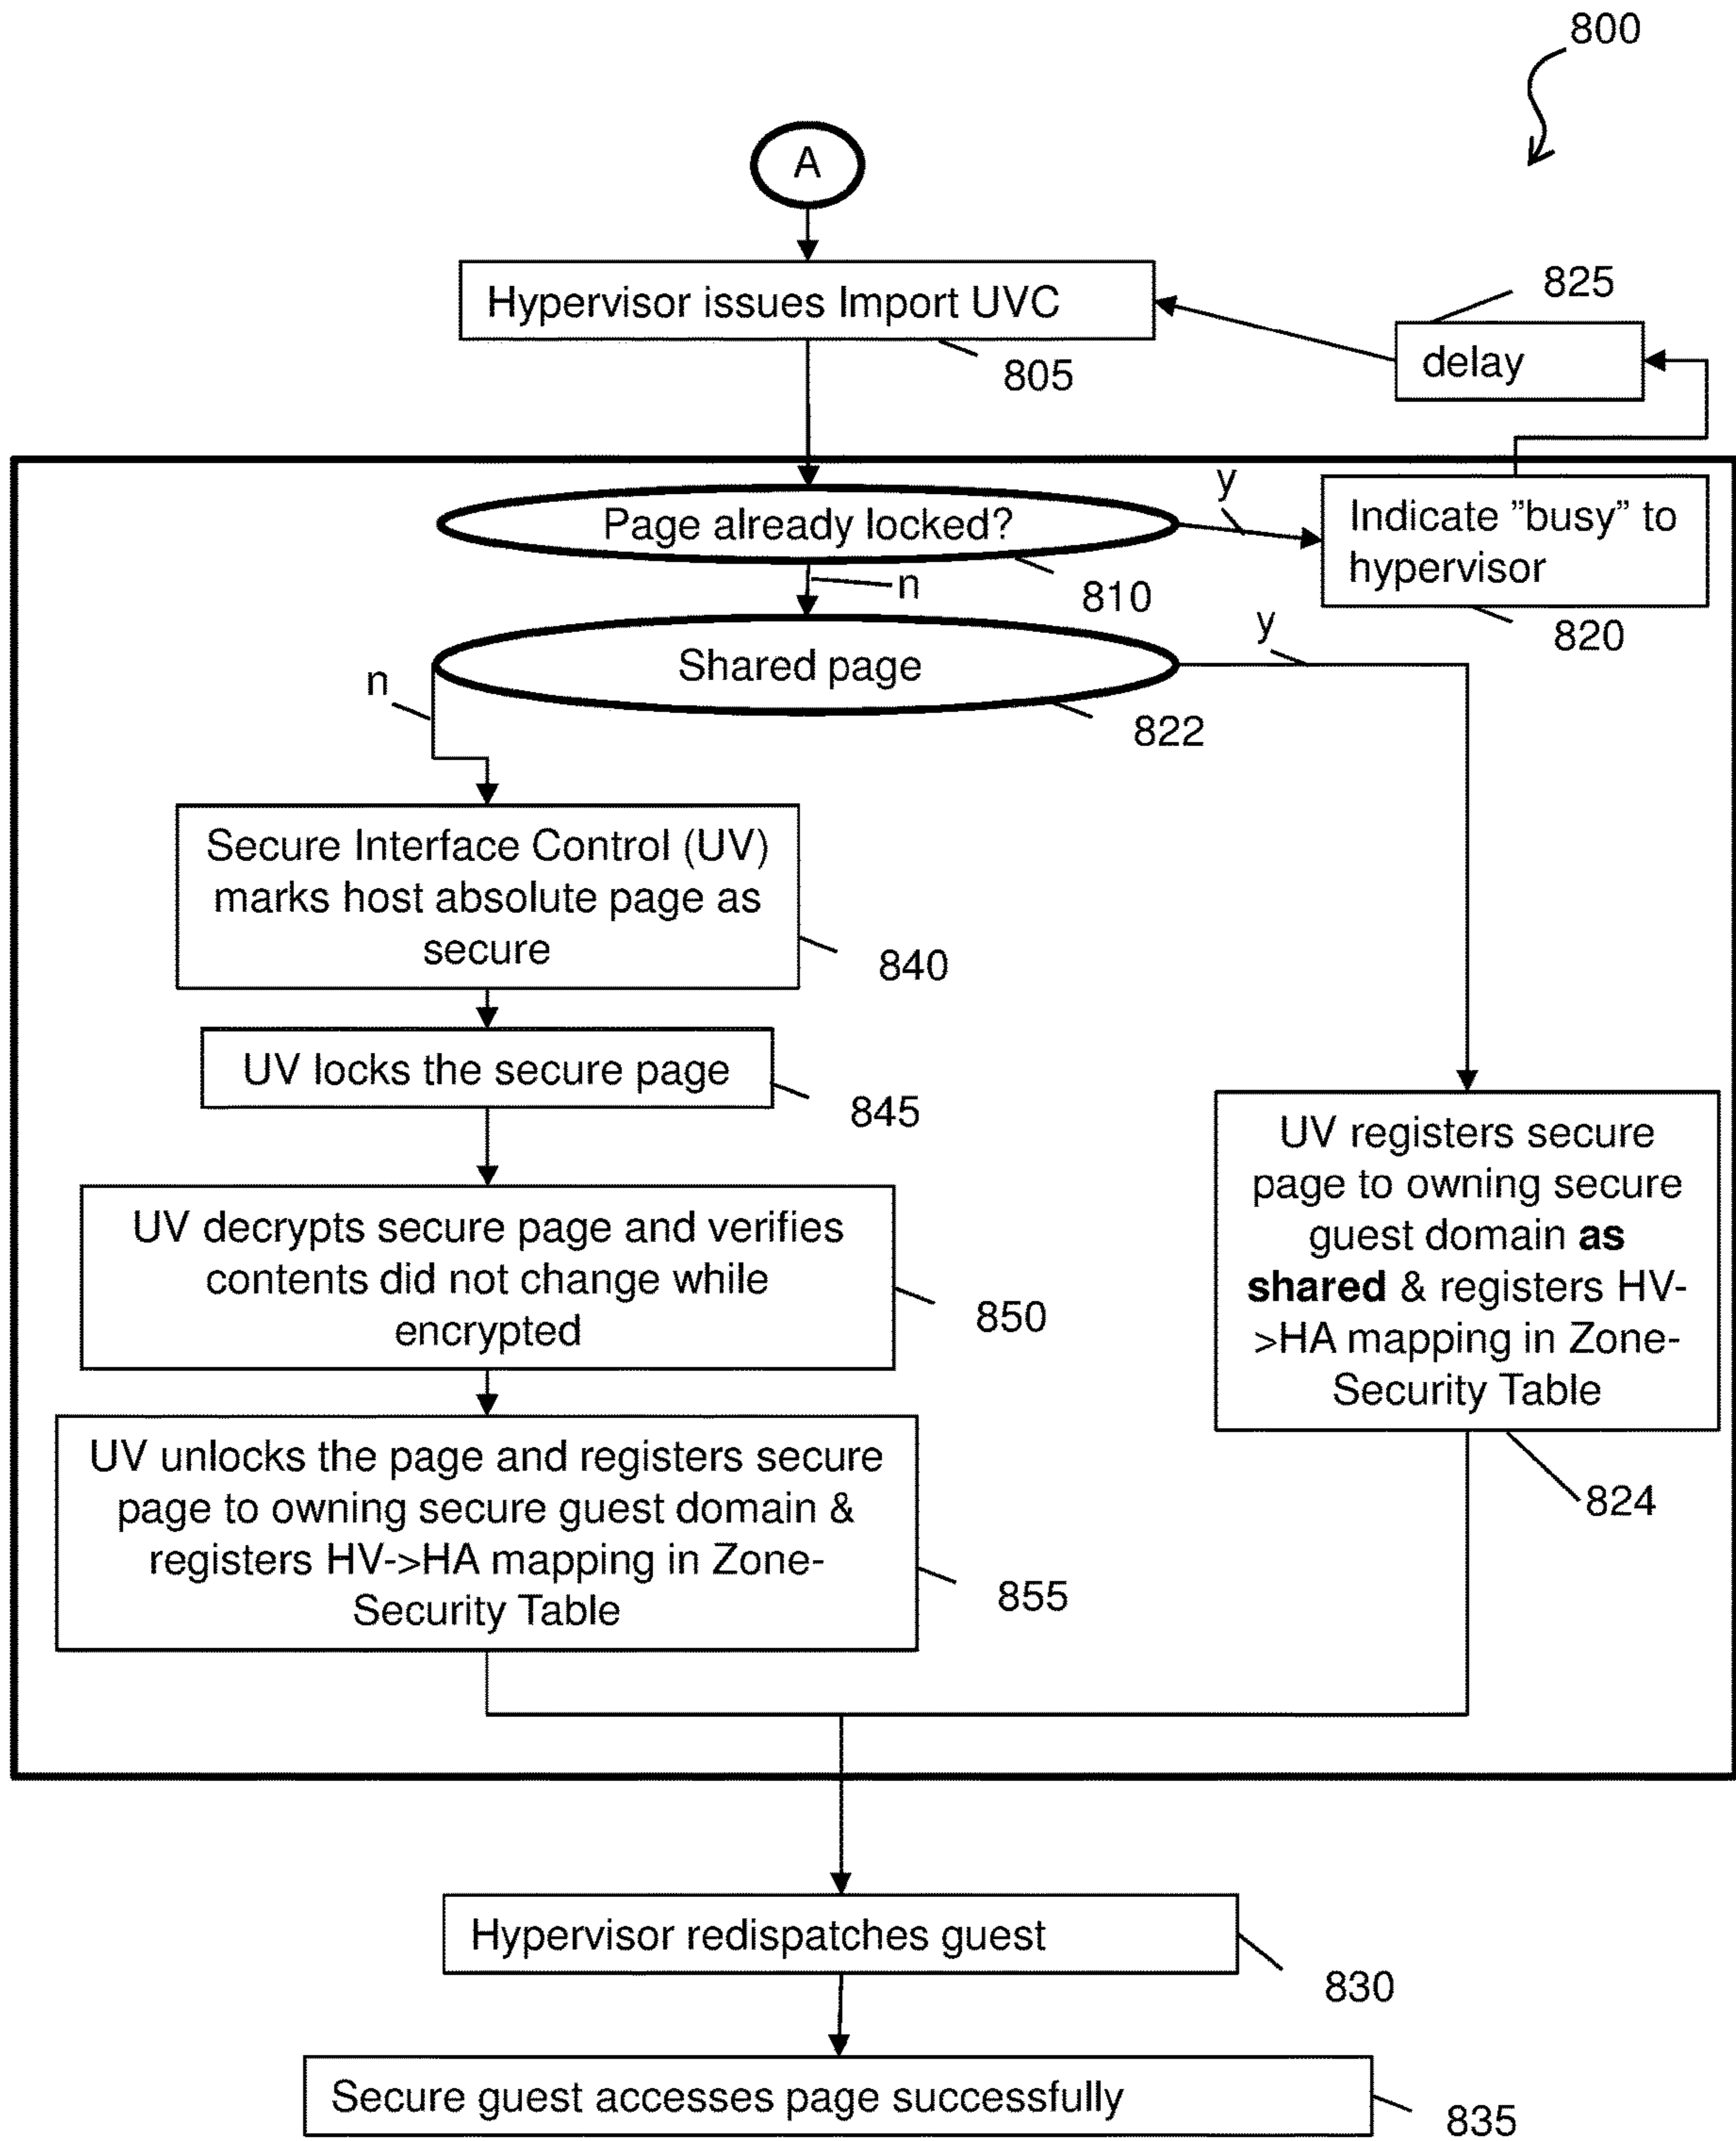 800
A
Hypervisor issues Import UVC
805
825
delay
Page already locked?
810
y
n
Indicate "busy" to
hypervisor
820
Shared page
822
y
n
Secure Interface Control (UV)
marks host absolute page as
secure
840
UV locks the secure page
845
UV decrypts secure page and verifies
contents did not change while
encrypted
850
UV unlocks the page and registers secure
page to owning secure guest domain &
registers HV->HA mapping in Zone-
Security Table
855
UV registers secure
page to owning secure
guest domain as
shared & registers HV-
>HA mapping in Zone-
Security Table
824
Hypervisor redispatches guest
830
Secure guest accesses page successfully
835